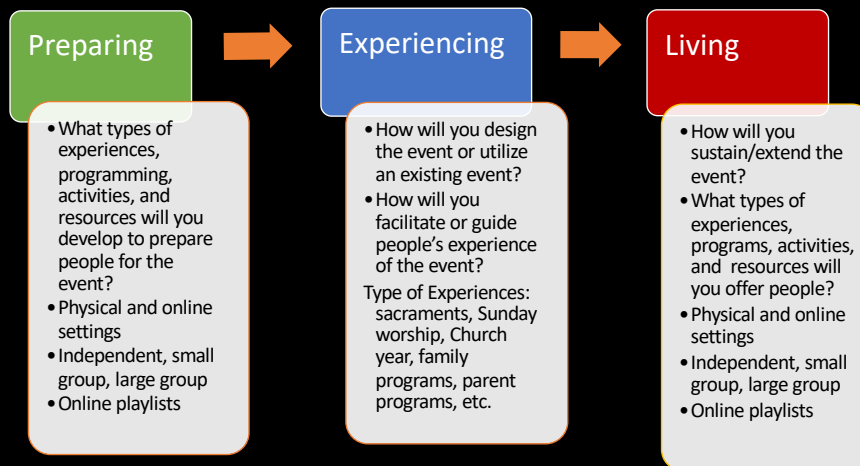 Preparing
• What types of
experiences,
programming,
activities, and
resources will you
develop to prepare
people for the
event?
• Physical and online
settings
• Independent, small
group, large group
• Online playlists
Experiencing
• How will you design
the event or utilize
an existing event?
• How will you
facilitate or guide
people's experience
of the event?
Type of Experiences:
sacraments, Sunday
worship, Church
year, family
programs, parent
programs, etc.
Living
• How will you
sustain/extend the
event?
• What types of
experiences,
programs, activities,
and resources will
you offer people?
• Physical and online
settings
• Independent, small
group, large group
• Online playlists